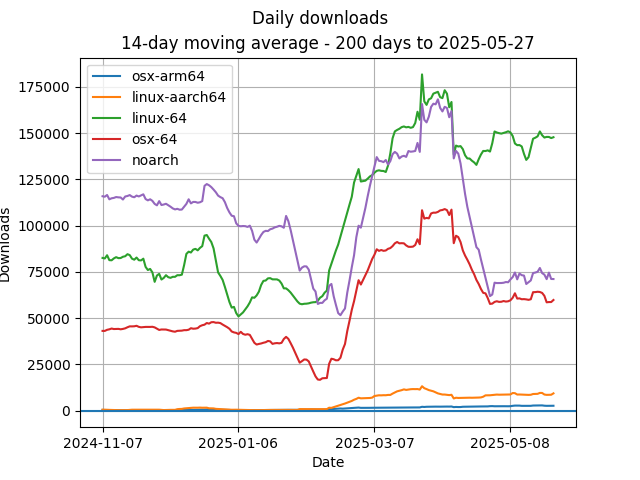 Daily downloads
14-day moving average - 200 days to 2025-05-27
osx-arm64
linux-aarch64
linux-64
osx-64
noarch
175000
150000
125000
100000
75000
50000
25000
0
Downloads
2024-11-07
2025-01-06
2025-03-07
2025-05-08
Date